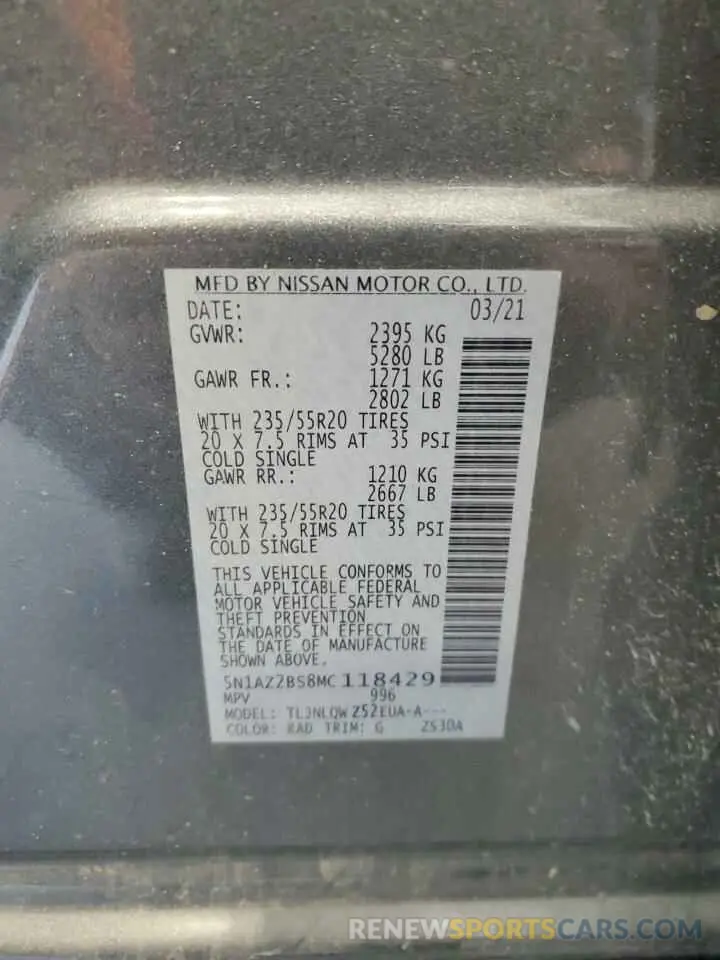 MFD BY NISSAN MOTOR CO., LTD.
DATE: 03/21
GVWR: 2395 KG
5280 LB
GAWR FR.: 1271 KG
2802 LB
WITH 235/55R20 TIRES
20 X 7.5 RIMS AT 35 PSI
COLD SINGLE
GAWR RR.: 1210 KG
2667 LB
WITH 235/55R20 TIRES
20 X 7.5 RIMS AT 35 PSI
COLD SINGLE
THIS VEHICLE CONFORMS TO
ALL APPLICABLE FEDERAL
MOTOR VEHICLE SAFETY AND
THEFT PREVENTION
STANDARDS IN EFFECT ON
THE DATE OF MANUFACTURE
SHOWN ABOVE.
5N1AZ2BS8MC118429
MPV 996
MODEL: TL3NLQW Z52EUA-A---
COLOR: KAD TRIM: G ZS30A
RENEWSPORTSCARS.COM